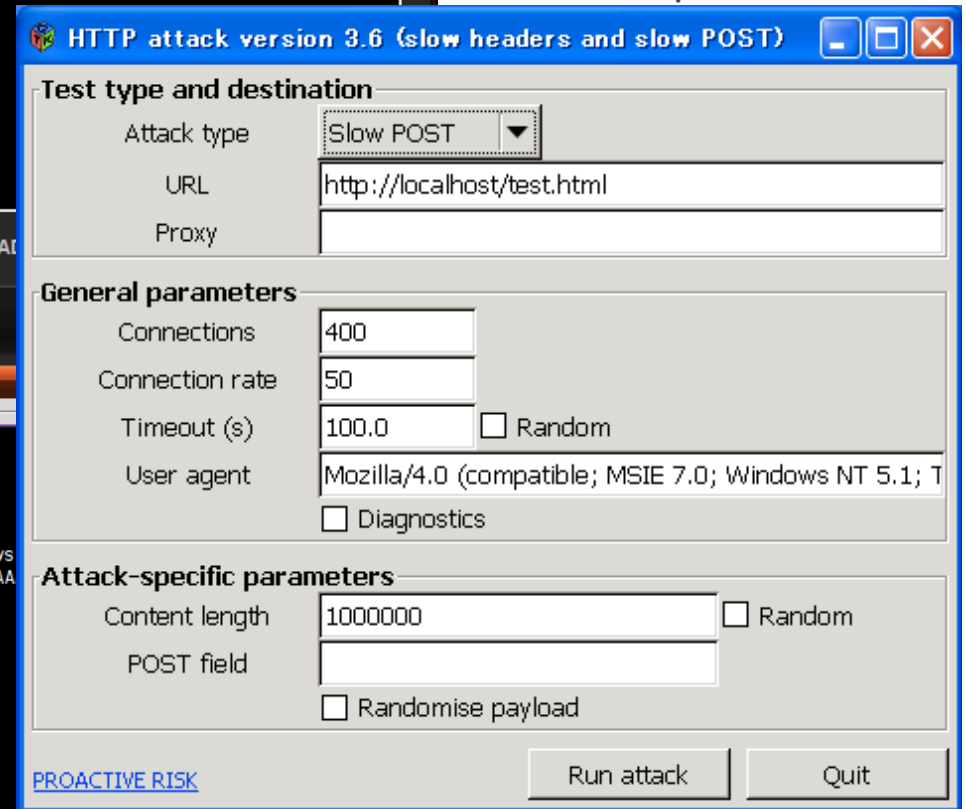 HTTP attack version 3.6 (slow headers and slow POST)
Test type and destination
Attack type Slow POST
URL http://localhost/test.html
Proxy
General parameters
Connections 400
Connection rate 50
Timeout (s) 100.0 Random
User agent Mozilla/4.0 (compatible; MSIE 7.0; Windows NT 5.1; T
Diagnostics
Attack-specific parameters
Content length 1000000 Random
POST field
Randomise payload
PROACTIVE RISK Run attack Quit